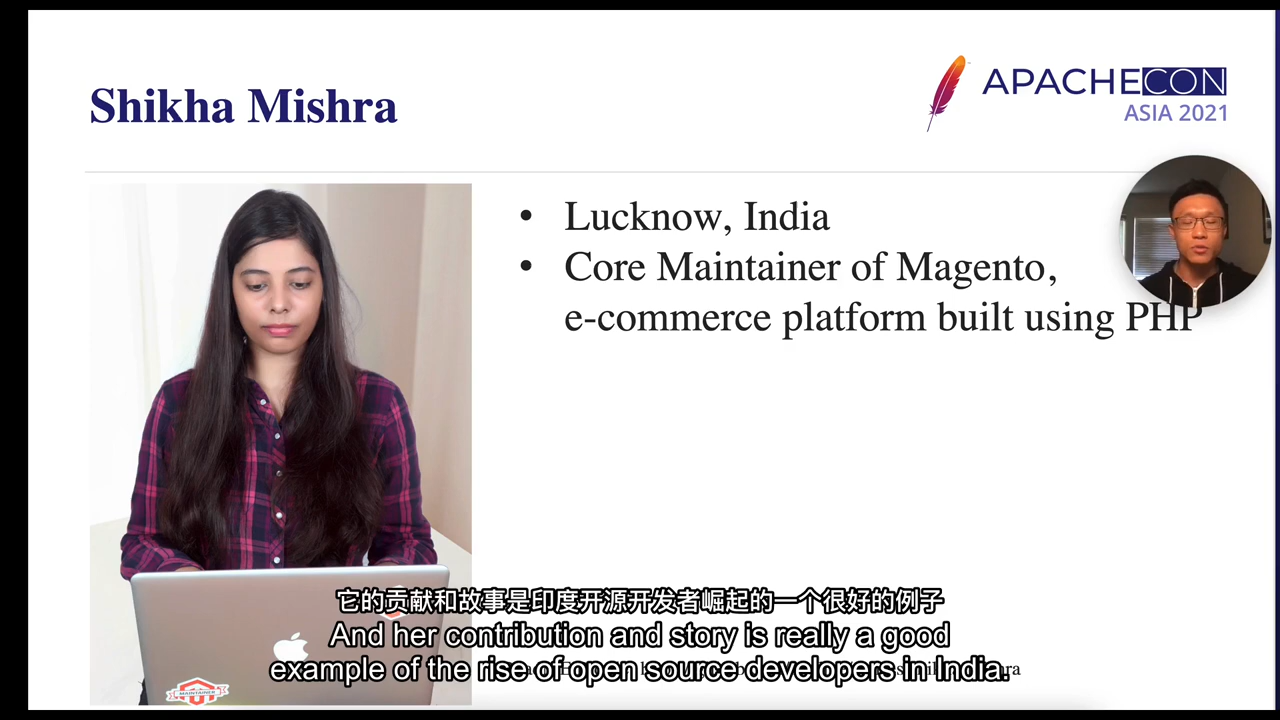 Shikha Mishra
APACHECON
ASIA 2021
• Lucknow, India
• Core Maintainer of Magento,
e-commerce platform built using PHP
它的贡献和故事是印度开源开发者崛起的一个很好的例子
And her contribution and story is really a good
example of the rise of open source developers in India.
MAINTAINER